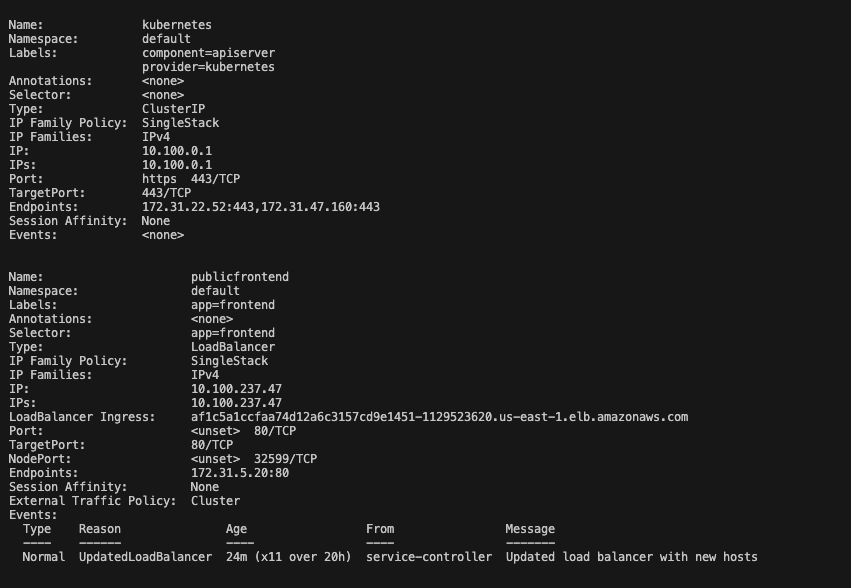 Name: kubernetes
Namespace: default
Labels: component=apiserver
provider=kubernetes
Annotations: <none>
Selector: <none>
Type: ClusterIP
IP Family Policy: SingleStack
IP Families: IPv4
IP: 10.100.0.1
IPs: 10.100.0.1
Port: https 443/TCP
TargetPort: 443/TCP
Endpoints: 172.31.22.52:443,172.31.47.160:443
Session Affinity: None
Events: <none>
Name: publicfrontend
Namespace: default
Labels: app=frontend
Annotations: <none>
Selector: app=frontend
Type: LoadBalancer
IP Family Policy: SingleStack
IP Families: IPv4
IP: 10.100.237.47
IPs: 10.100.237.47
LoadBalancer Ingress: af1c5a1ccfaa74d12a6c3157cd9e1451-1129523620.us-east-1.elb.amazonaws.com
Port: <unset> 80/TCP
TargetPort: 80/TCP
NodePort: <unset> 32599/TCP
Endpoints: 172.31.5.20:80
Session Affinity: None
External Traffic Policy: Cluster
Events:
Type Reason Age From Message
---- ------ ---- ---- -------
Normal UpdatedLoadBalancer 24m (x11 over 20h) service-controller Updated load balancer with new hosts